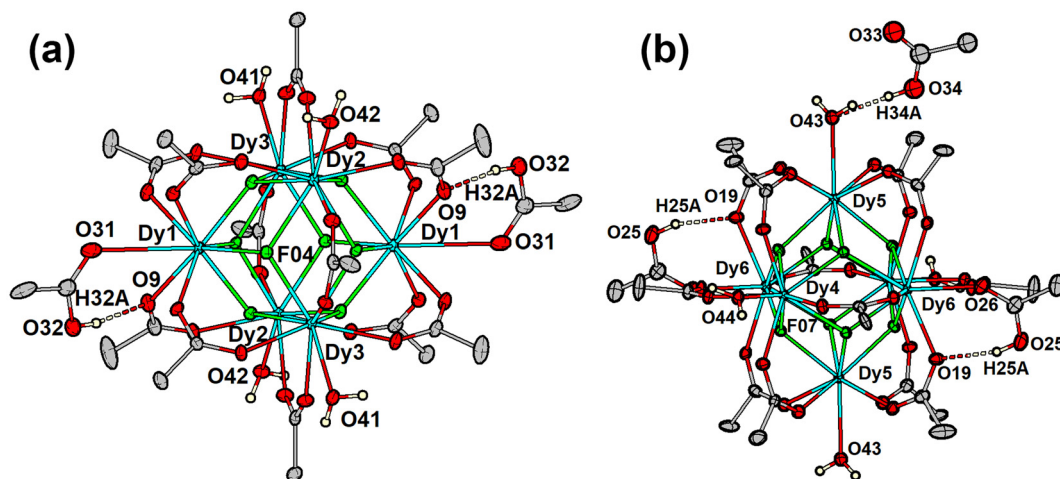 (a)
O41
O42
Dy3
Dy2
O32
H32A
O9
O31
Dy1
Dy1
O31
F04
O9
H32A
O32
Dy2
Dy3
O42
O41
(b)
O33
O34
O43
H34A
O19
H25A
O25
Dy5
Dy6
Dy4
O44
F07
Dy6
O26
O25
H25A
O19
Dy5
O43